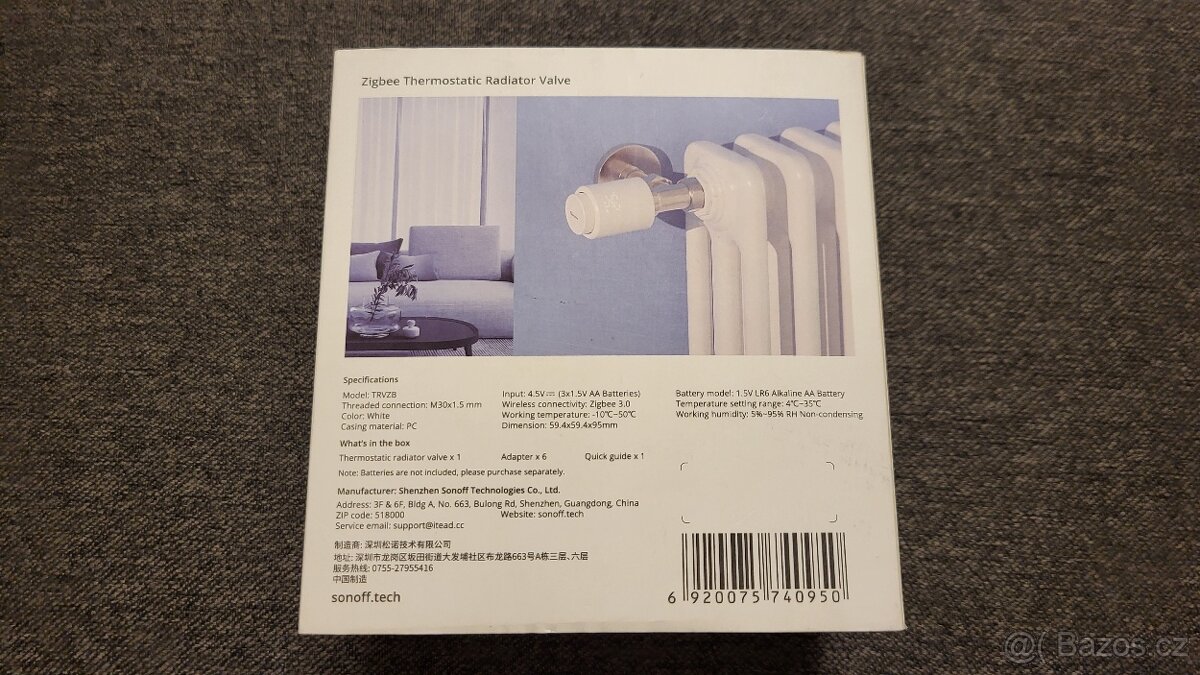 Zigbee Thermostatic Radiator Valve
Specifications
Model: TRVZB
Threaded connection: M30x1.5 mm
Color: White
Casing material: PC
Input: 4.5V⎓ (3x1.5V AA Batteries)
Wireless connectivity: Zigbee 3.0
Working temperature: -10℃~50℃
Dimension: 59.4x59.4x95mm
Battery model: 1.5V LR6 Alkaline AA Battery
Temperature setting range: 4℃~35℃
Working humidity: 5%~95% RH Non-condensing
What's in the box
Thermostatic radiator valve x 1 Adapter x 6 Quick guide x 1
Note: Batteries are not included, please purchase separately.
Manufacturer: Shenzhen Sonoff Technologies Co., Ltd.
Address: 3F & 6F, Bldg A, No. 663, Bulong Rd, Shenzhen, Guangdong, China
ZIP code: 518000 Website: sonoff.tech
Service email: support@itead.cc
制造商: 深圳松诺技术有限公司
地址: 深圳市龙岗区坂田街道大发埔社区布龙路663号A栋三层、六层
服务热线: 0755-27955416
中国制造
sonoff.tech
6 920075 740950
@( Bazos.cz